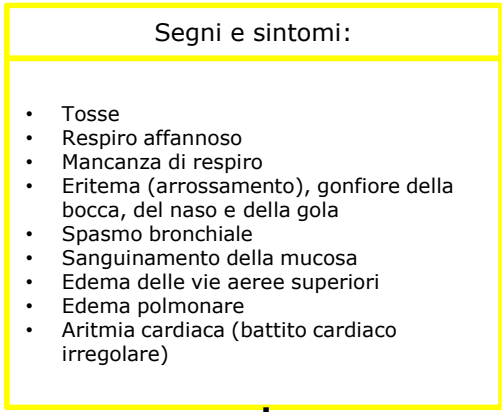 Segni e sintomi:
• Tosse
• Respiro affannoso
• Mancanza di respiro
• Eritema (arrossamento), gonfiore della
bocca, del naso e della gola
• Spasmo bronchiale
• Sanguinamento della mucosa
• Edema delle vie aeree superiori
• Edema polmonare
• Aritmia cardiaca (battito cardiaco
irregolare)